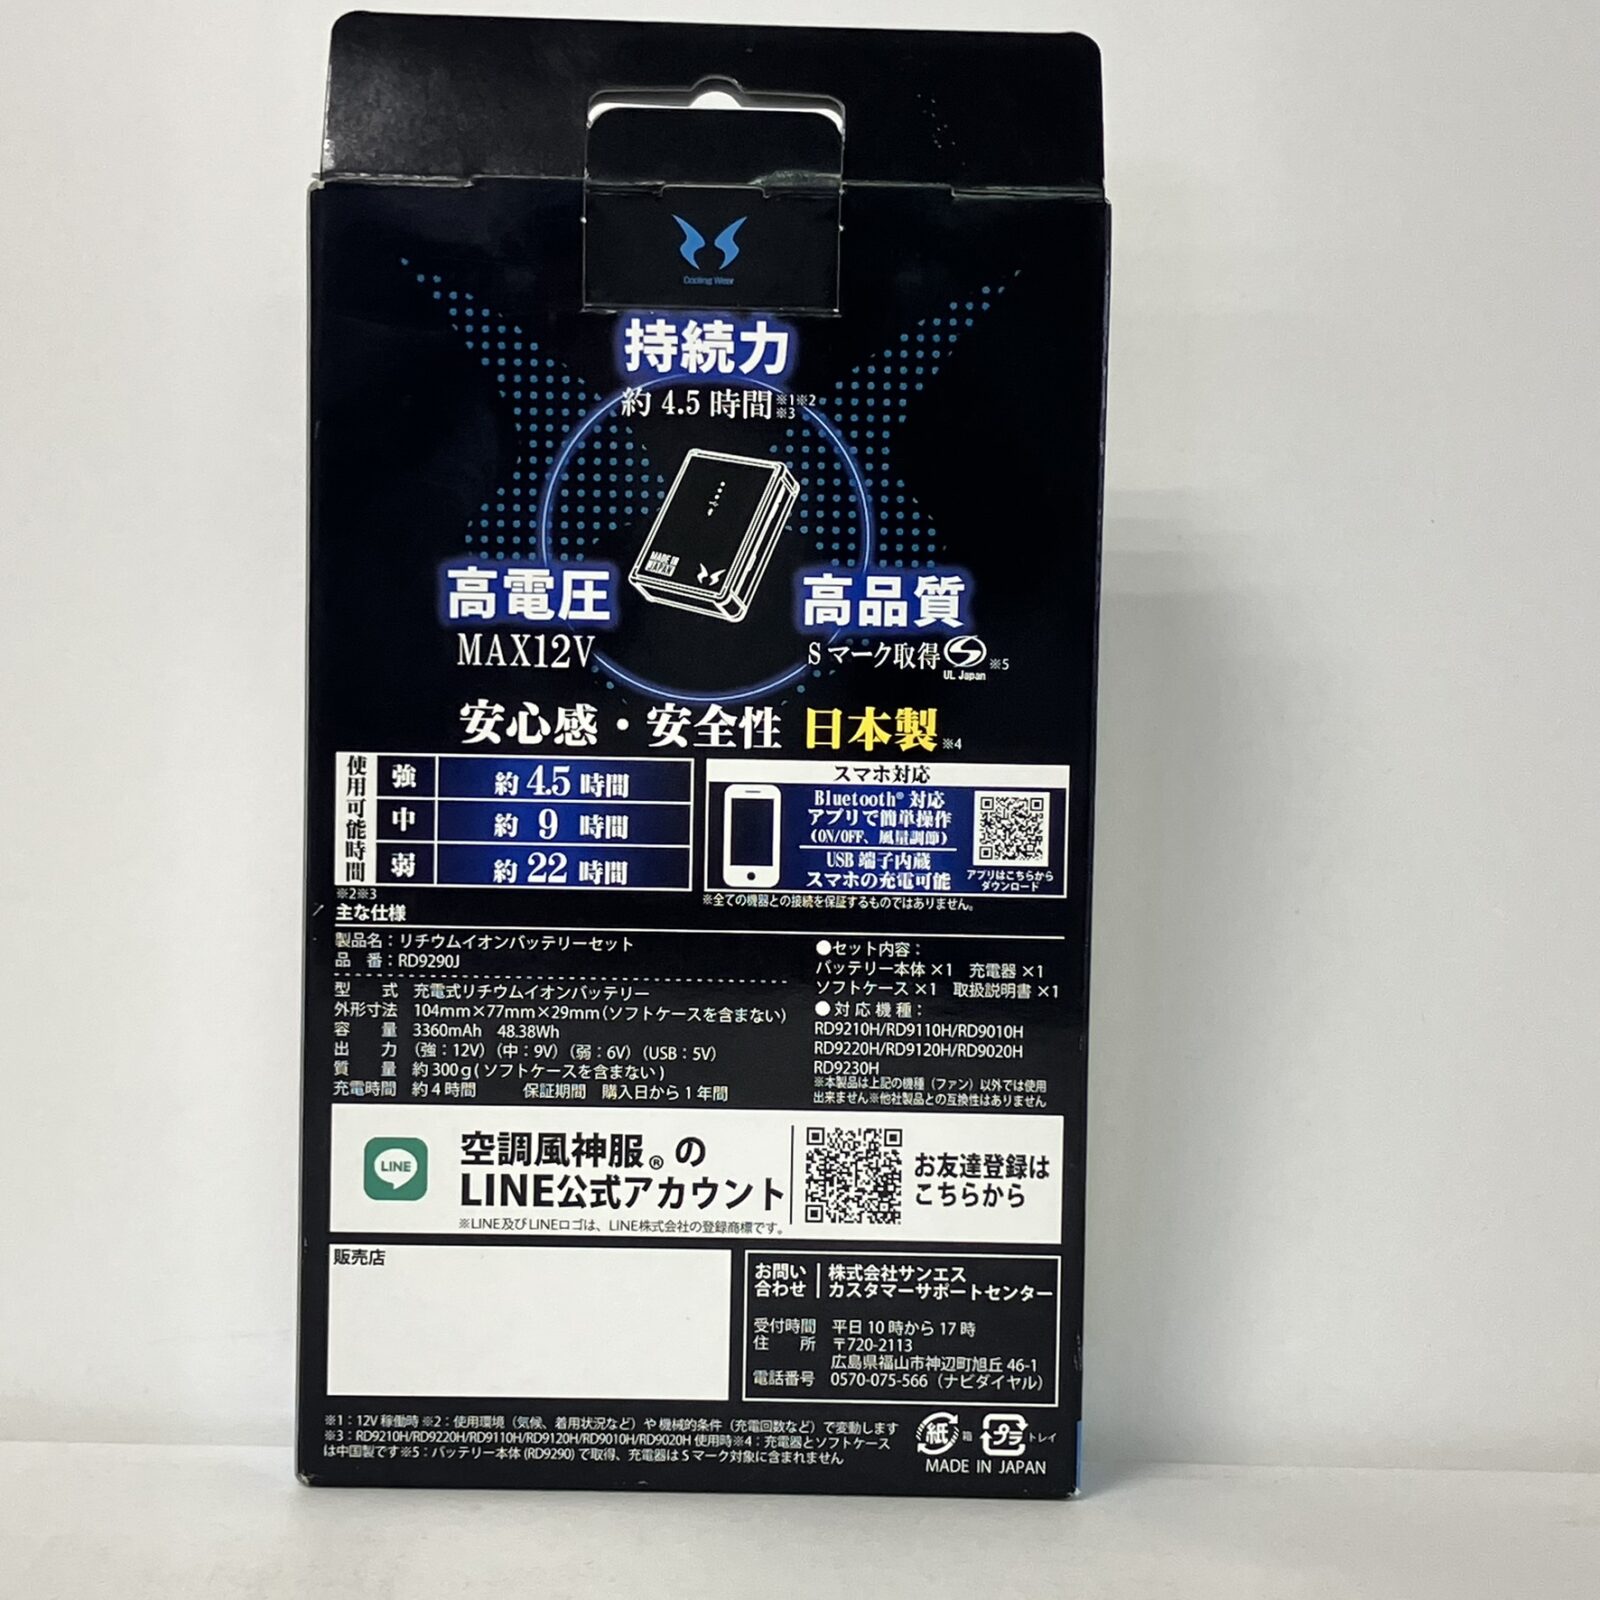 Cooling Wear
持続力
約 4.5 時間※1※2
※3
MADE IN
JAPAN
高電圧
MAX12V
高品質
S マーク取得
UL Japan
※5
安心感・安全性 日本製※4
使用可能時間
強 約 4.5 時間
中 約 9 時間
弱 約 22 時間
※2※3
スマホ対応
Bluetooth® 対応
アプリで簡単操作
(ON/OFF、風量調節)
USB 端子内蔵
スマホの充電可能
アプリはこちらから
ダウンロード
※全ての機器との接続を保証するものではありません。
主な仕様
製品名：リチウムイオンバッテリーセット
品 番：RD9290J
型 式 充電式リチウムイオンバッテリー
外形寸法 104mm×77mm×29mm(ソフトケースを含まない)
容 量 3360mAh 48.38Wh
出 力 （強：12V）（中：9V）（弱：6V）（USB：5V）
質 量 約300g(ソフトケースを含まない)
充電時間 約4時間 保証期間 購入日から1年間
●セット内容：
バッテリー本体×1 充電器×1
ソフトケース×1 取扱説明書×1
●対応機種：
RD9210H/RD9110H/RD9010H
RD9220H/RD9120H/RD9020H
RD9230H
※本製品は上記の機種（ファン）以外では使用
出来ません※他社製品との互換性はありません
LINE
空調風神服®の
LINE公式アカウント
※LINE及びLINEロゴは、LINE株式会社の登録商標です。
お友達登録は
こちらから
販売店
お問い
合わせ
株式会社サンエス
カスタマーサポートセンター
受付時間 平日10時から17時
住 所 〒720-2113
広島県福山市神辺町旭丘 46-1
電話番号 0570-075-566（ナビダイヤル）
※1：12V 稼働時 ※2：使用環境（気候、着用状況など）や機械的条件（充電回数など）で変動します
※3：RD9210H/RD9220H/RD9110H/RD9120H/RD9010H/RD9020H 使用時※4：充電器とソフトケース
は中国製です※5：バッテリー本体(RD9290)で取得、充電器はSマーク対象に含まれません
紙 箱 プラ トレイ
MADE IN JAPAN